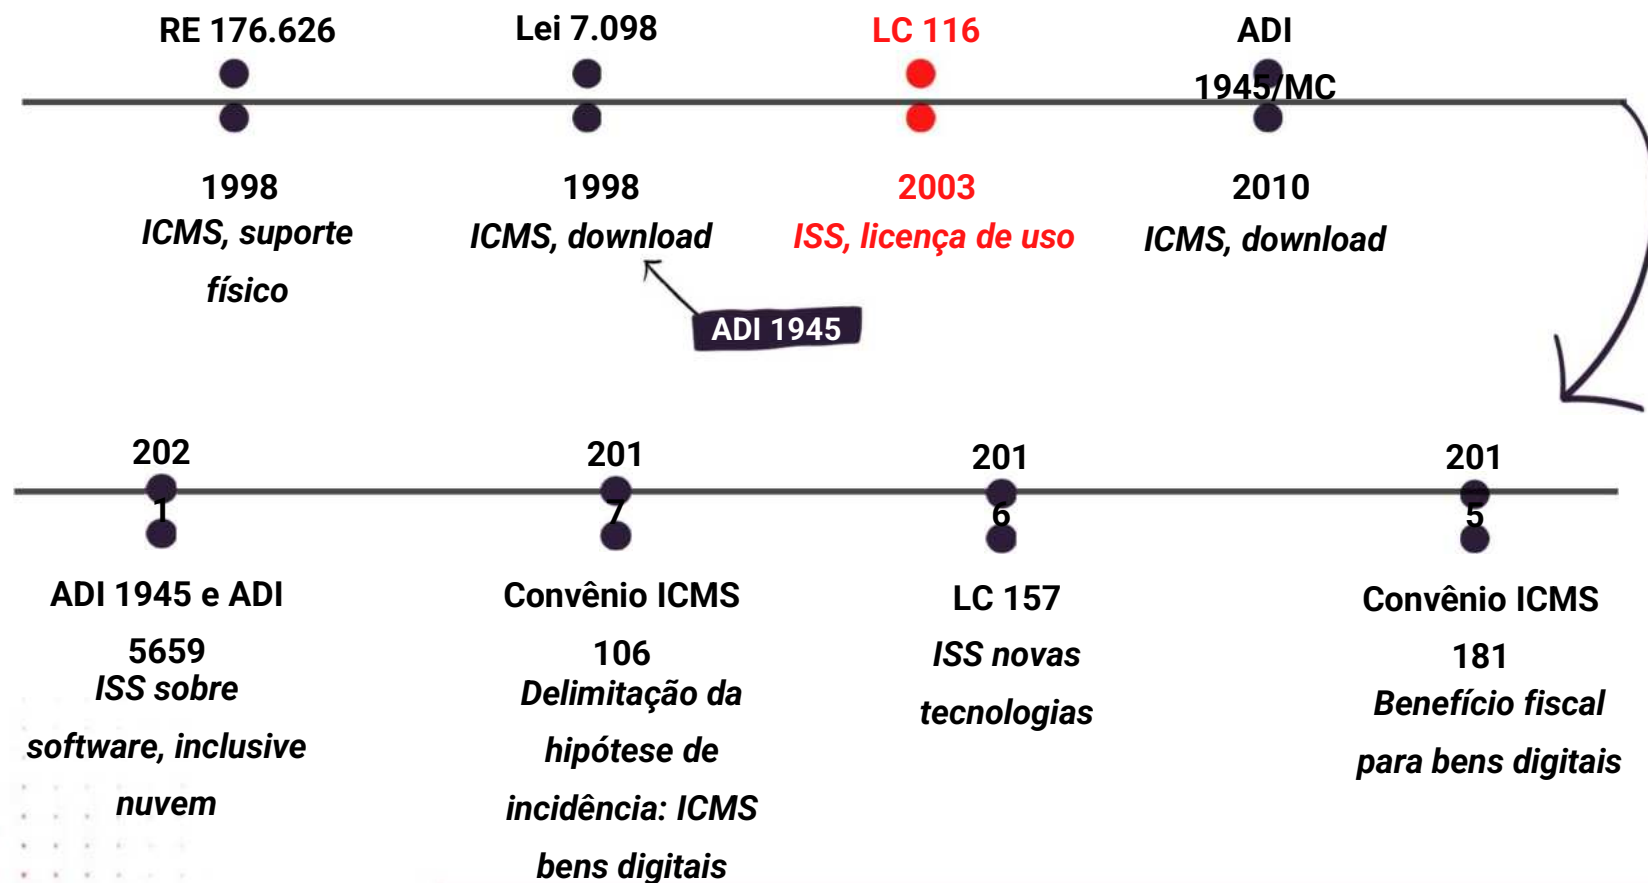 RE 176.626
1998
ICMS, suporte
físico
Lei 7.098
1998
ICMS, download
ADI 1945
LC 116
2003
ISS, licença de uso
ADI
1945/MC
2010
ICMS, download
202
1
ADI 1945 e ADI
5659
ISS sobre
software, inclusive
nuvem
201
7
Convênio ICMS
106
Delimitação da
hipótese de
incidência: ICMS
bens digitais
201
6
LC 157
ISS novas
tecnologias
201
5
Convênio ICMS
181
Benefício fiscal
para bens digitais